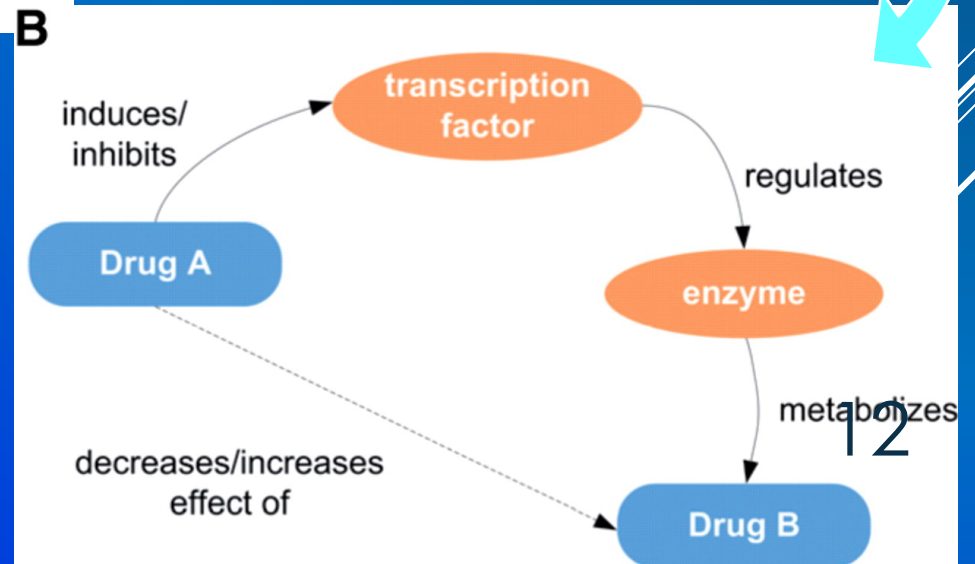 B
transcription
factor
induces/
inhibits
regulates
Drug A
enzyme
metabolizes
12
decreases/increases
effect of
Drug B